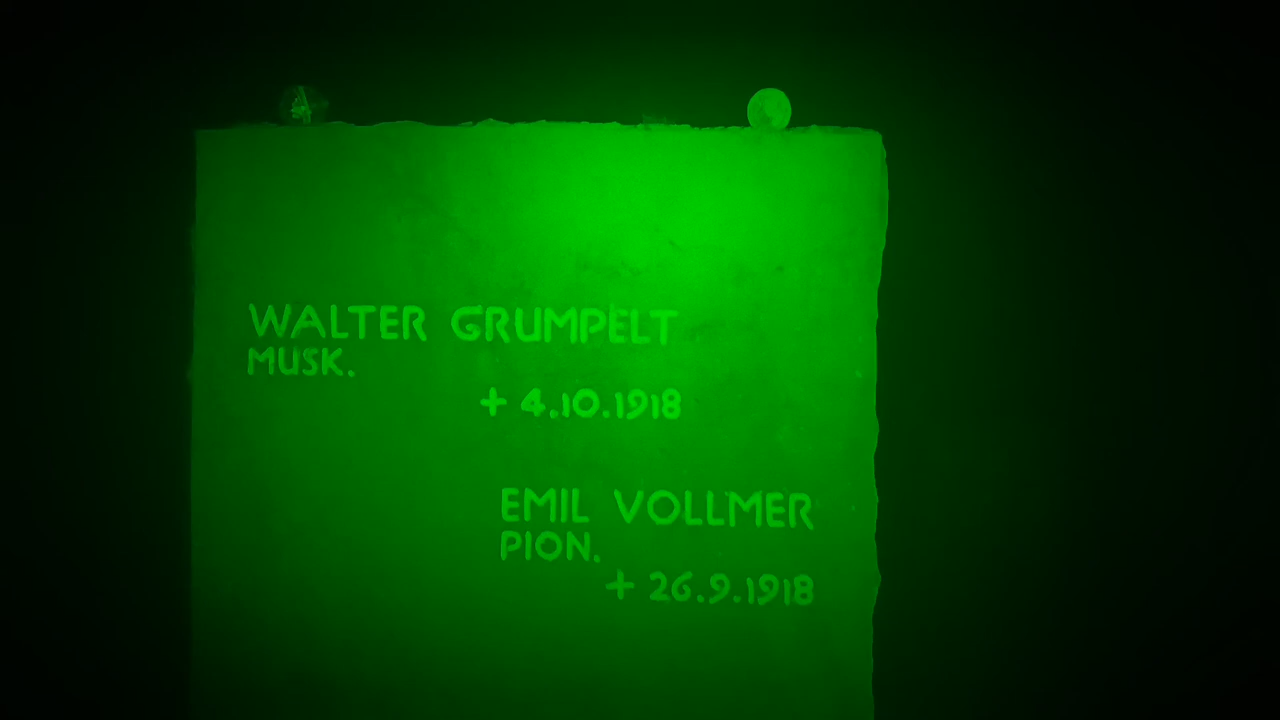 WALTER GRUMPELT
MUSK.
+ 4.10.1918
EMIL VOLLMER
PION.
+ 26.9.1918